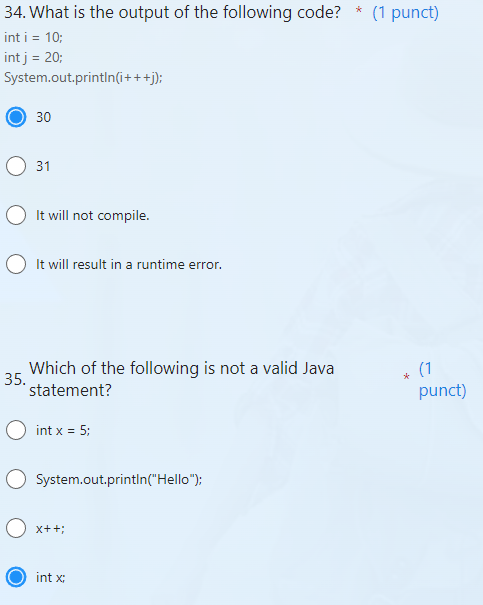 34. What is the output of the following code? * (1 punct)
int i = 10;
int j = 20;
System.out.println(i+++j);
30
31
It will not compile.
It will result in a runtime error.
35. Which of the following is not a valid Java * (1
statement? punct)
int x = 5;
System.out.println("Hello");
x++;
int x;